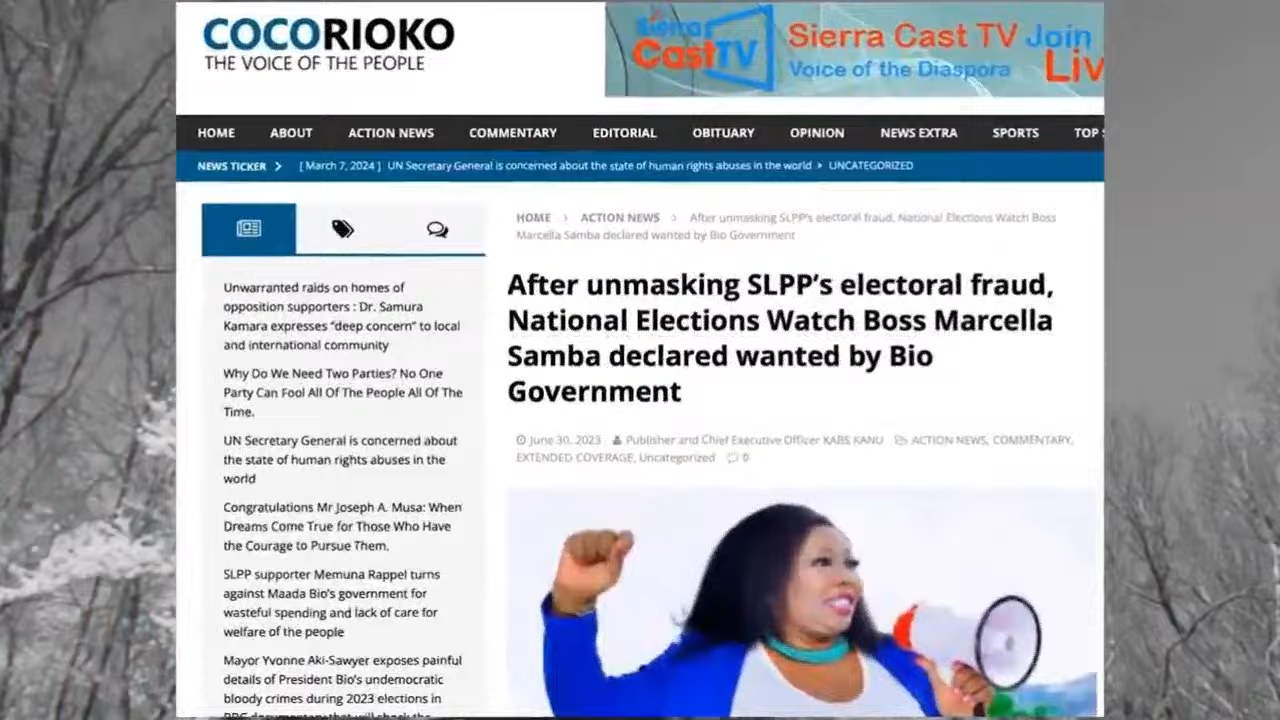 COCORIOKO
THE VOICE OF THE PEOPLE
Sierra
CastTV
Sierra Cast TV Join
Voice of the Diaspora
Liv
HOME ABOUT ACTION NEWS COMMENTARY EDITORIAL OBITUARY OPINION NEWS EXTRA SPORTS TOP
NEWS TICKER [ March 7, 2024 ] UN Secretary General is concerned about the state of human rights abuses in the world UNCATEGORIZED
Unwarranted raids on homes of
opposition supporters : Dr. Samura
Kamara expresses “deep concern” to local
and international community
Why Do We Need Two Parties? No One
Party Can Fool All Of The People All Of The
Time.
UN Secretary General is concerned about
the state of human rights abuses in the
world
Congratulations Mr Joseph A. Musa: When
Dreams Come True for Those Who Have
the Courage to Pursue Them.
SLPP supporter Memuna Rappel turns
against Maada Bio’s government for
wasteful spending and lack of care for
welfare of the people
Mayor Yvonne Aki-Sawyer exposes painful
details of President Bio’s undemocratic
bloody crimes during 2023 elections in
HOME > ACTION NEWS > After unmasking SLPP’s electoral fraud, National Elections Watch Boss
Marcella Samba declared wanted by Bio Government
After unmasking SLPP’s electoral fraud,
National Elections Watch Boss Marcella
Samba declared wanted by Bio
Government
June 30, 2023 Publisher and Chief Executive Officer KABS KANU ACTION NEWS, COMMENTARY,
EXTENDED COVERAGE, Uncategorized 0